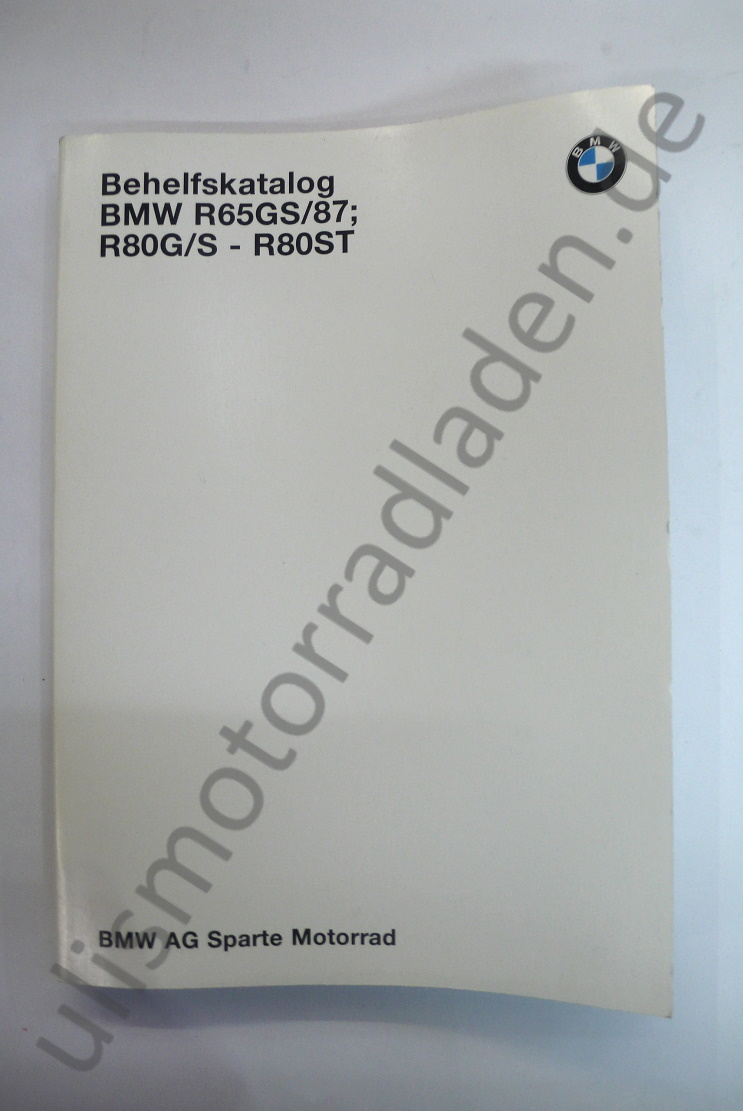 BMW
Behelfskatalog
BMW R65GS/87;
R80G/S - R80ST
ulismotorradladen.de
BMW AG Sparte Motorrad